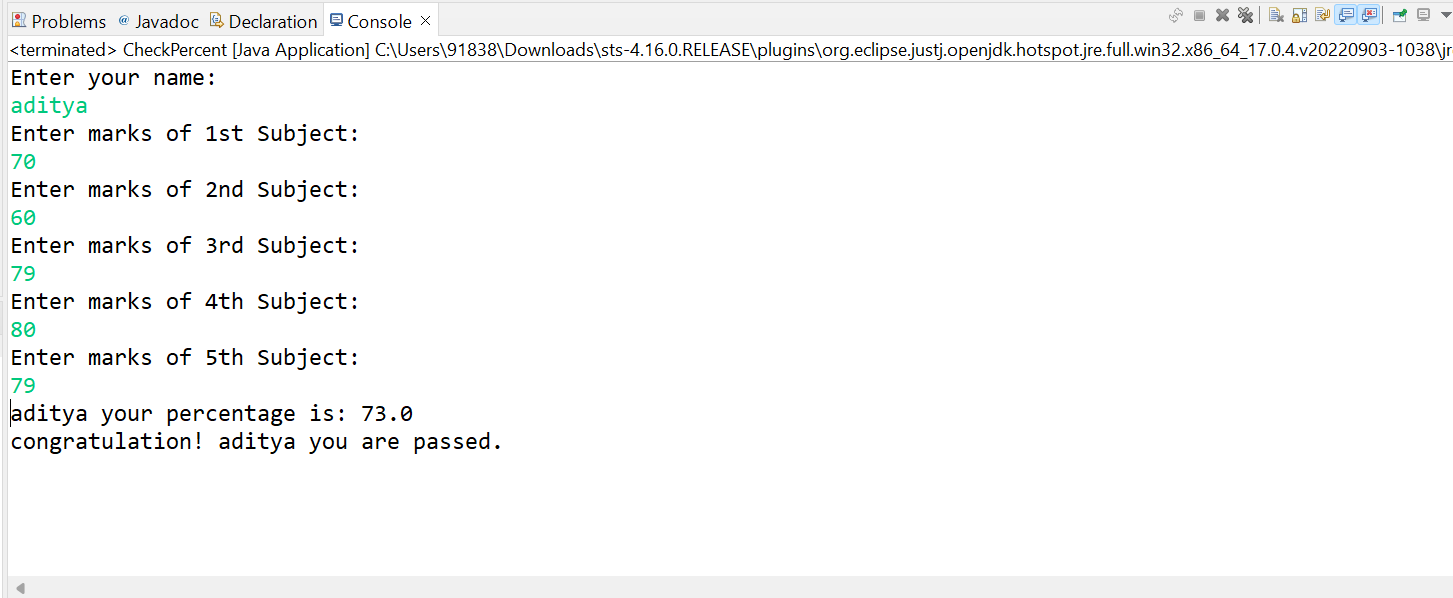 Problems @ Javadoc Declaration Console
<terminated> CheckPercent [Java Application] C:\Users\91838\Downloads\sts-4.16.0.RELEASE\plugins\org.eclipse.justj.openjdk.hotspot.jre.full.win32.x86_64_17.0.4.v20220903-1038\jr
Enter your name:
aditya
Enter marks of 1st Subject:
70
Enter marks of 2nd Subject:
60
Enter marks of 3rd Subject:
79
Enter marks of 4th Subject:
80
Enter marks of 5th Subject:
79
aditya your percentage is: 73.0
congratulation! aditya you are passed.